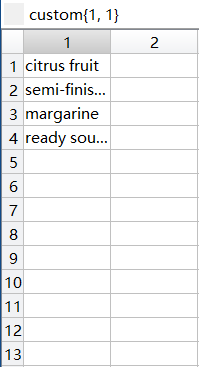 custom{1, 1}
1 2
1 citrus fruit
2 semi-finis...
3 margarine
4 ready sou...
5
6
7
8
9
10
11
12
13